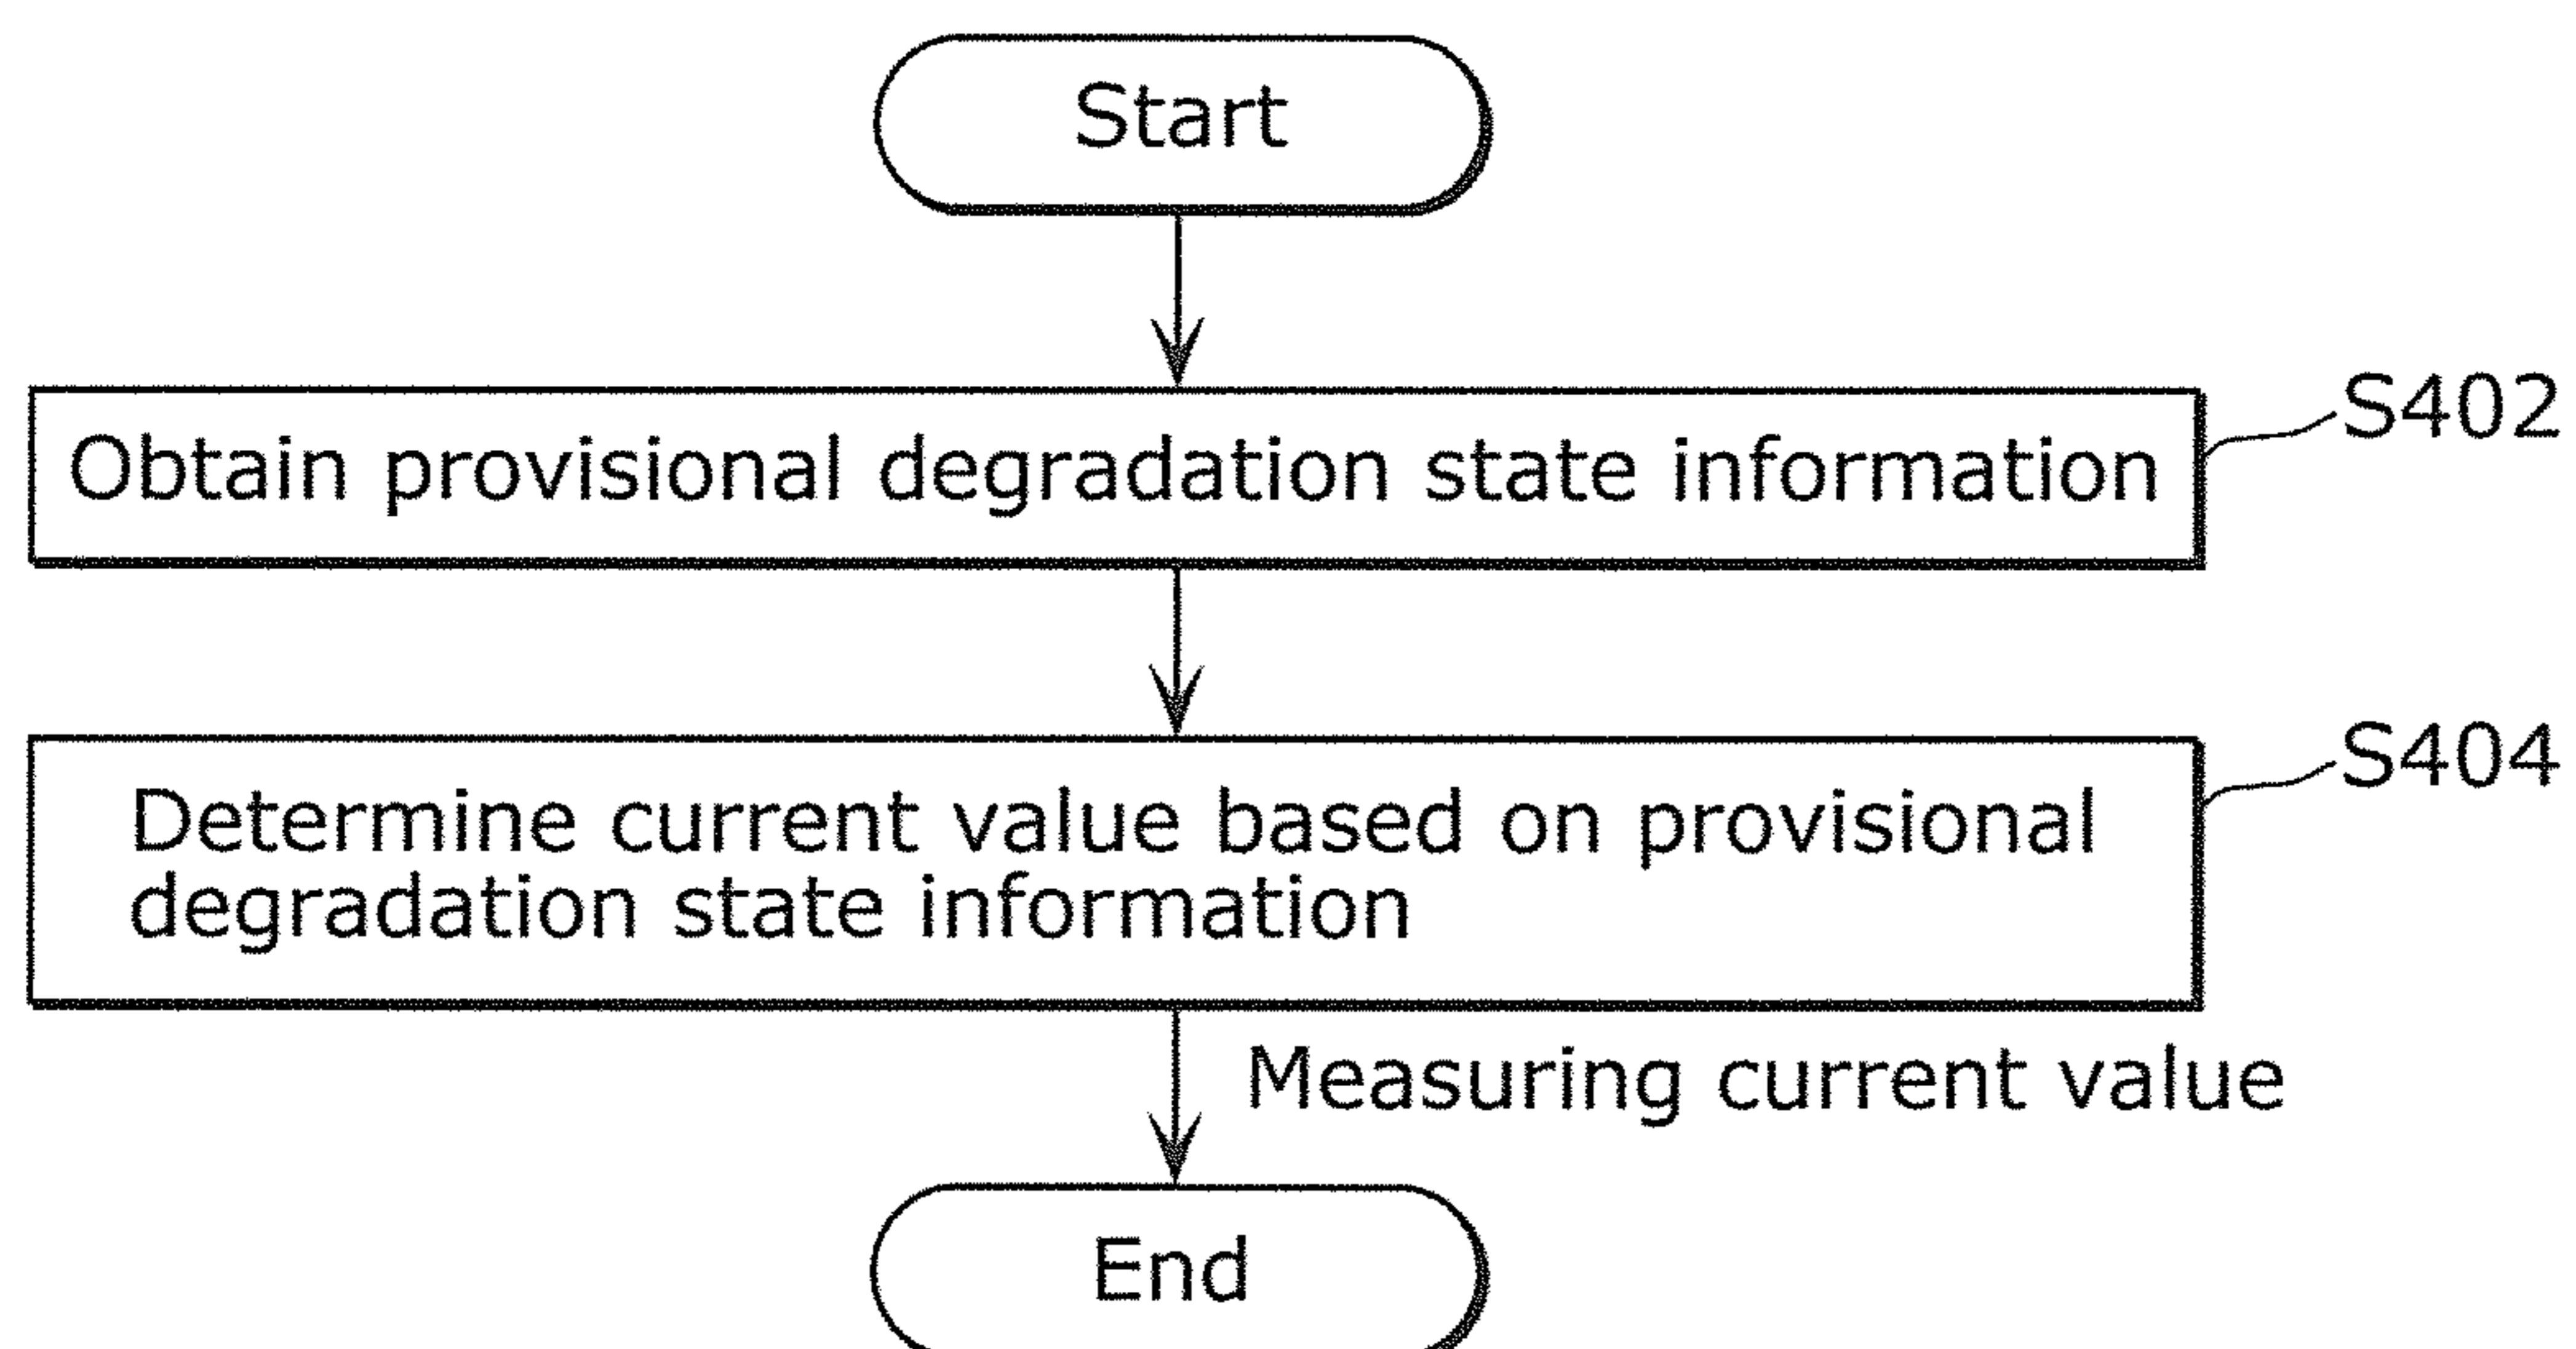 Start
Obtain provisional degradation state information
S402
Determine current value based on provisional
degradation state information
S404
Measuring current value
End